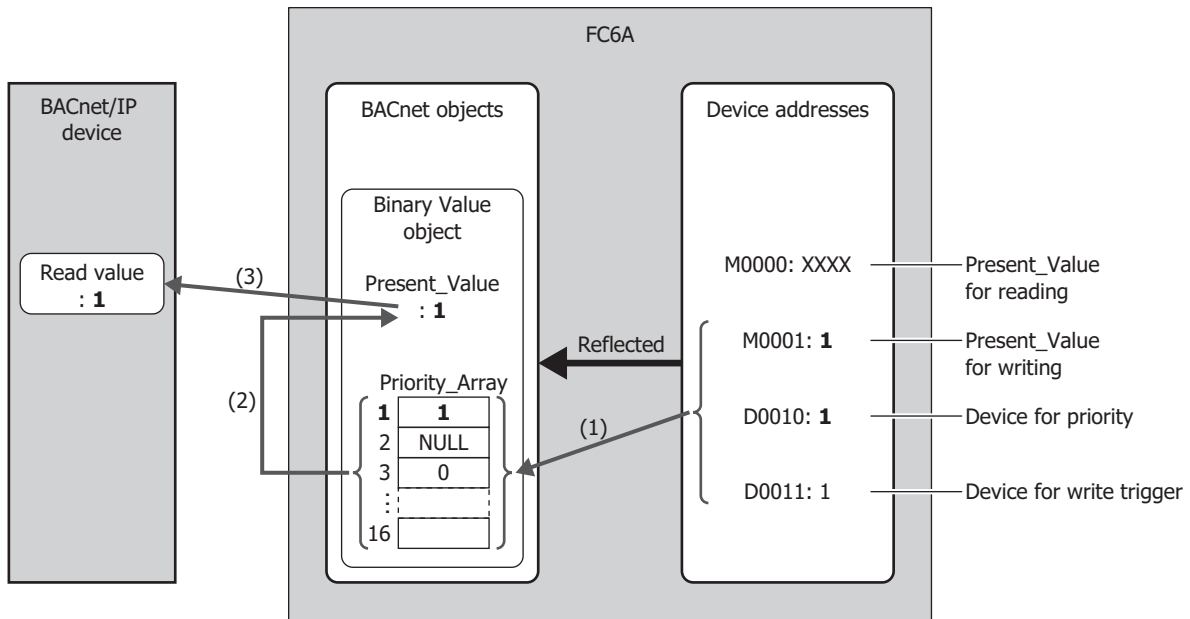 FC6A
BACnet/IP
device
Read value
: 1
(3)
(2)
BACnet objects
Binary Value
object
Present_Value
: 1
Priority_Array
1 1
2 NULL
3 0
⋮
16
Reflected
(1)
Device addresses
M0000: XXXX
Present_Value
for reading
M0001: 1
Present_Value
for writing
D0010: 1
Device for priority
D0011: 1
Device for write trigger